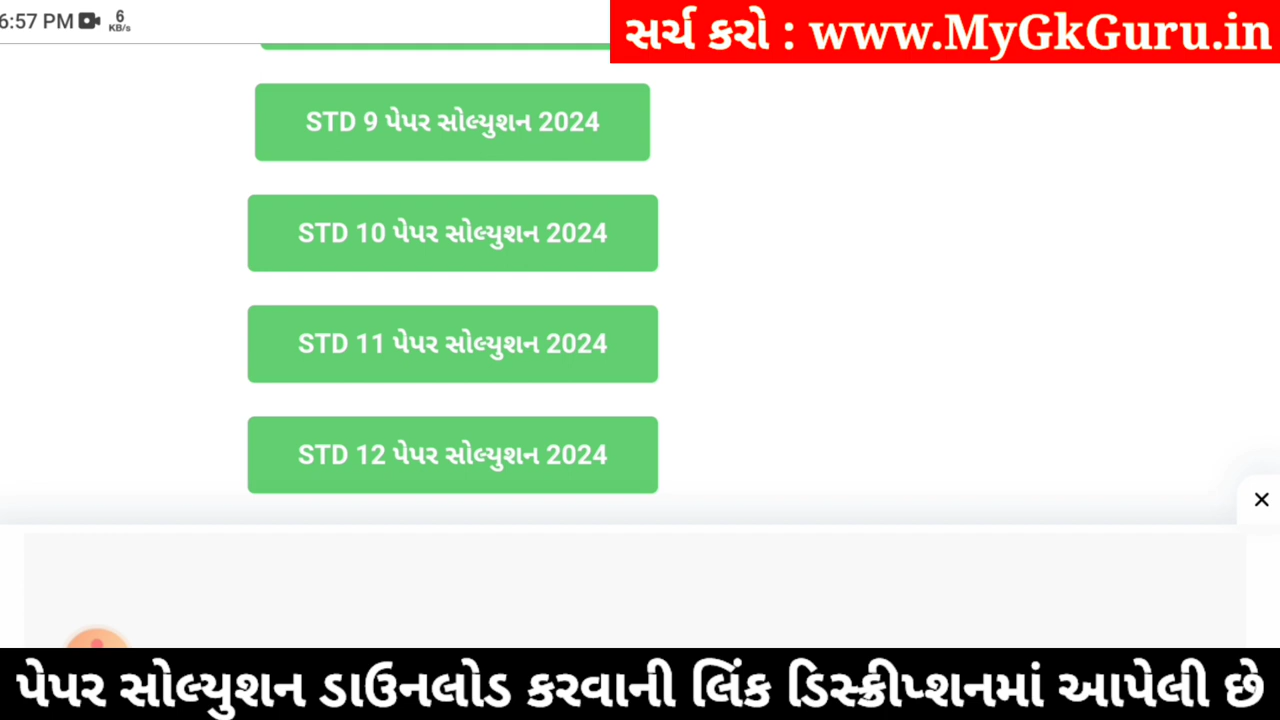 6:57 PM 6 KB/s
સર્ચ કરો : www.MyGkGuru.in
STD 9 પેપર સોલ્યુશન 2024
STD 10 પેપર સોલ્યુશન 2024
STD 11 પેપર સોલ્યુશન 2024
STD 12 પેપર સોલ્યુશન 2024
પેપર સોલ્યુશન ડાઉનલોડ કરવાની લિંક ડિસ્ક્રીપ્શનમાં આપેલી છે